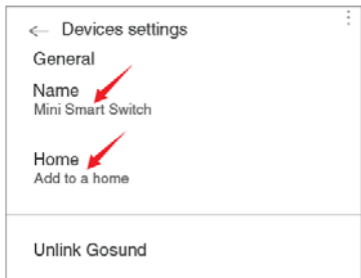 Devices settings
General
Name
Mini Smart Switch
Home
Add to a home
Unlink Gosund